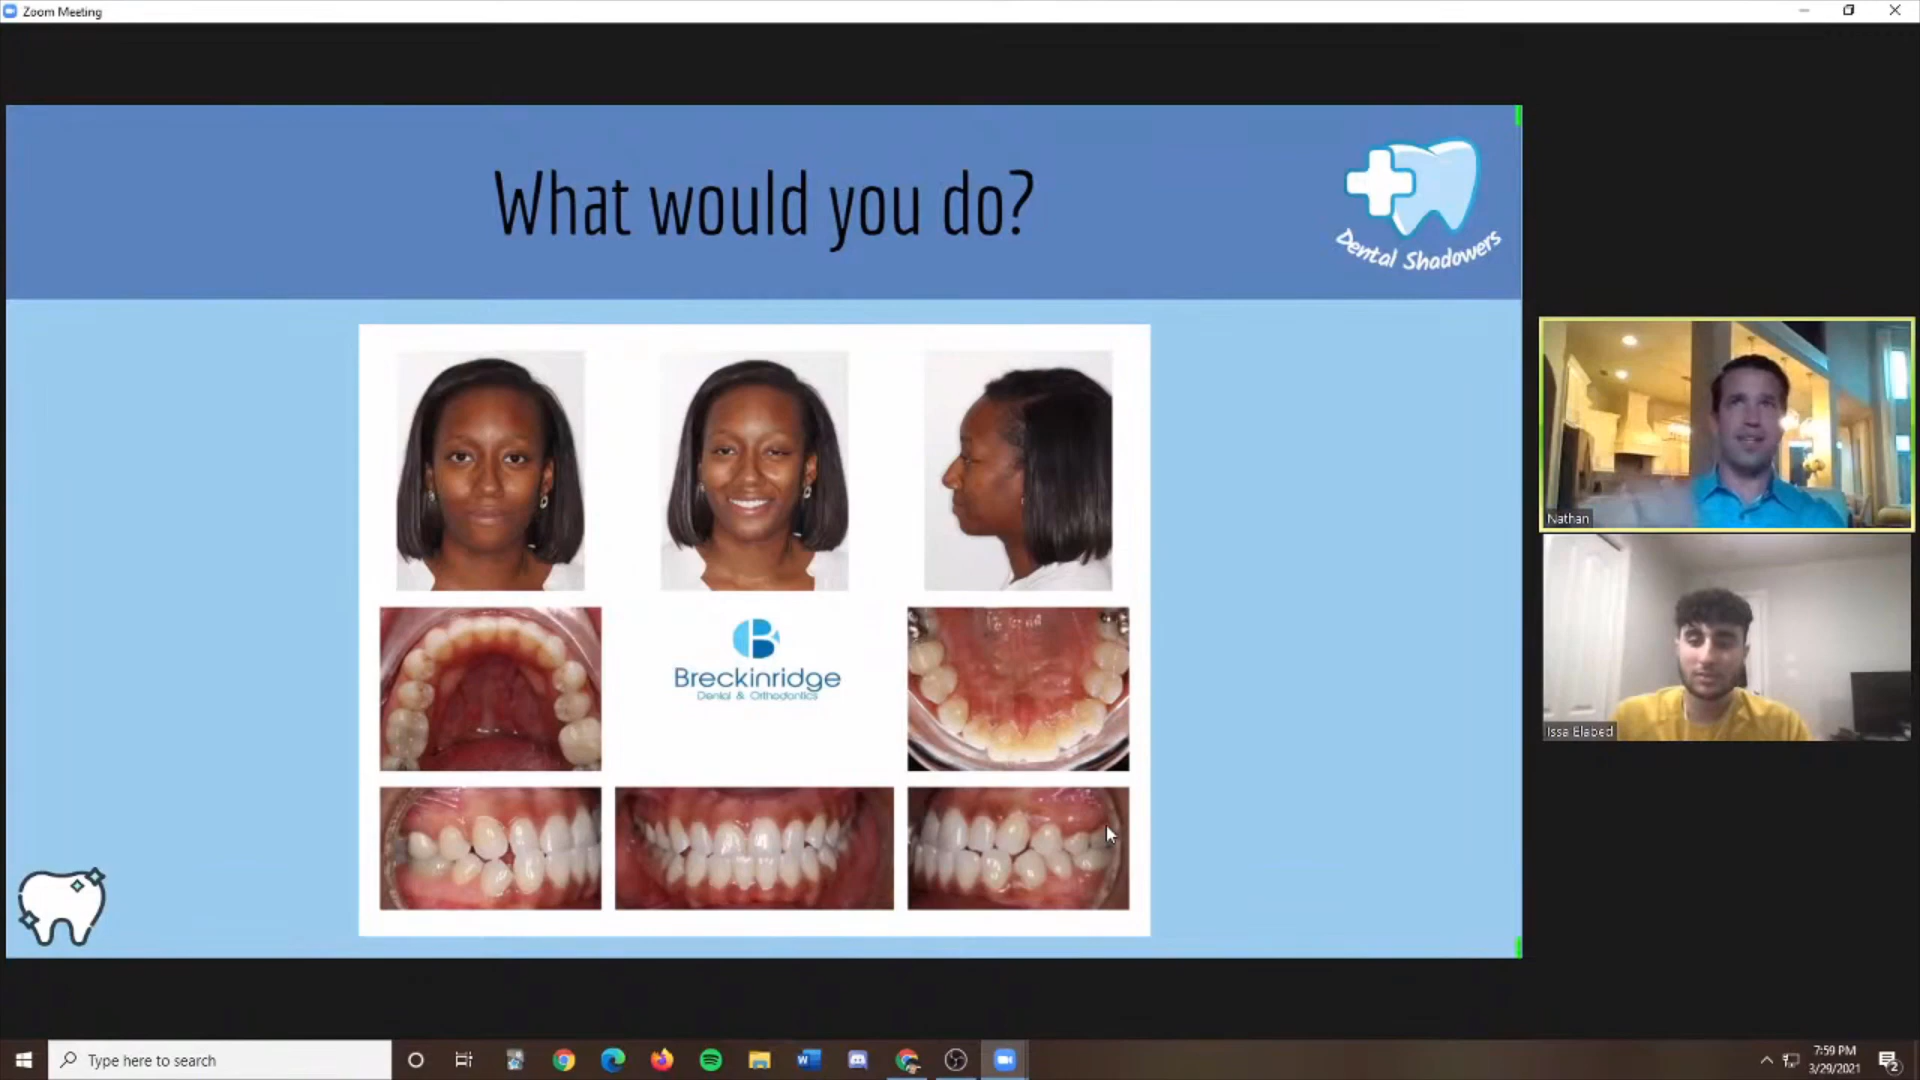 Zoom Meeting
What would you do?
Dental Shadowers
Nathan
Breckinridge
Dental & Orthodontics
Issa Elabed
Type here to search
7:59 PM
3/29/2021
2